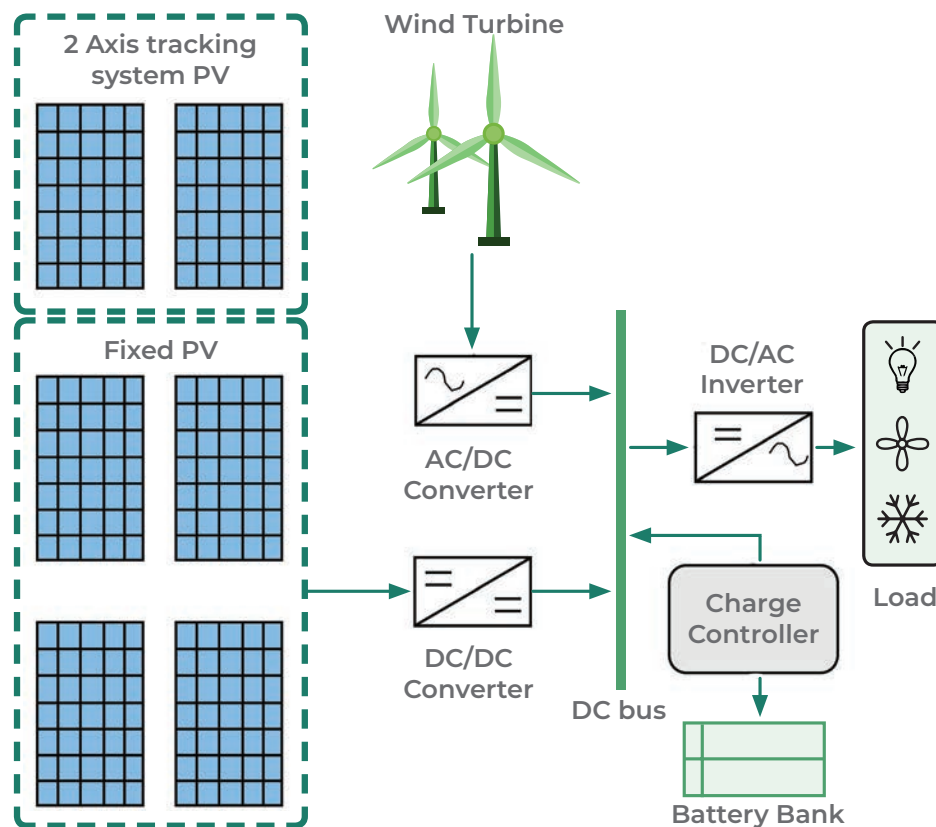 2 Axis tracking
system PV
Wind Turbine
Fixed PV
AC/DC
Converter
DC/AC
Inverter
DC/DC
Converter
DC bus
Charge
Controller
Load
Battery Bank